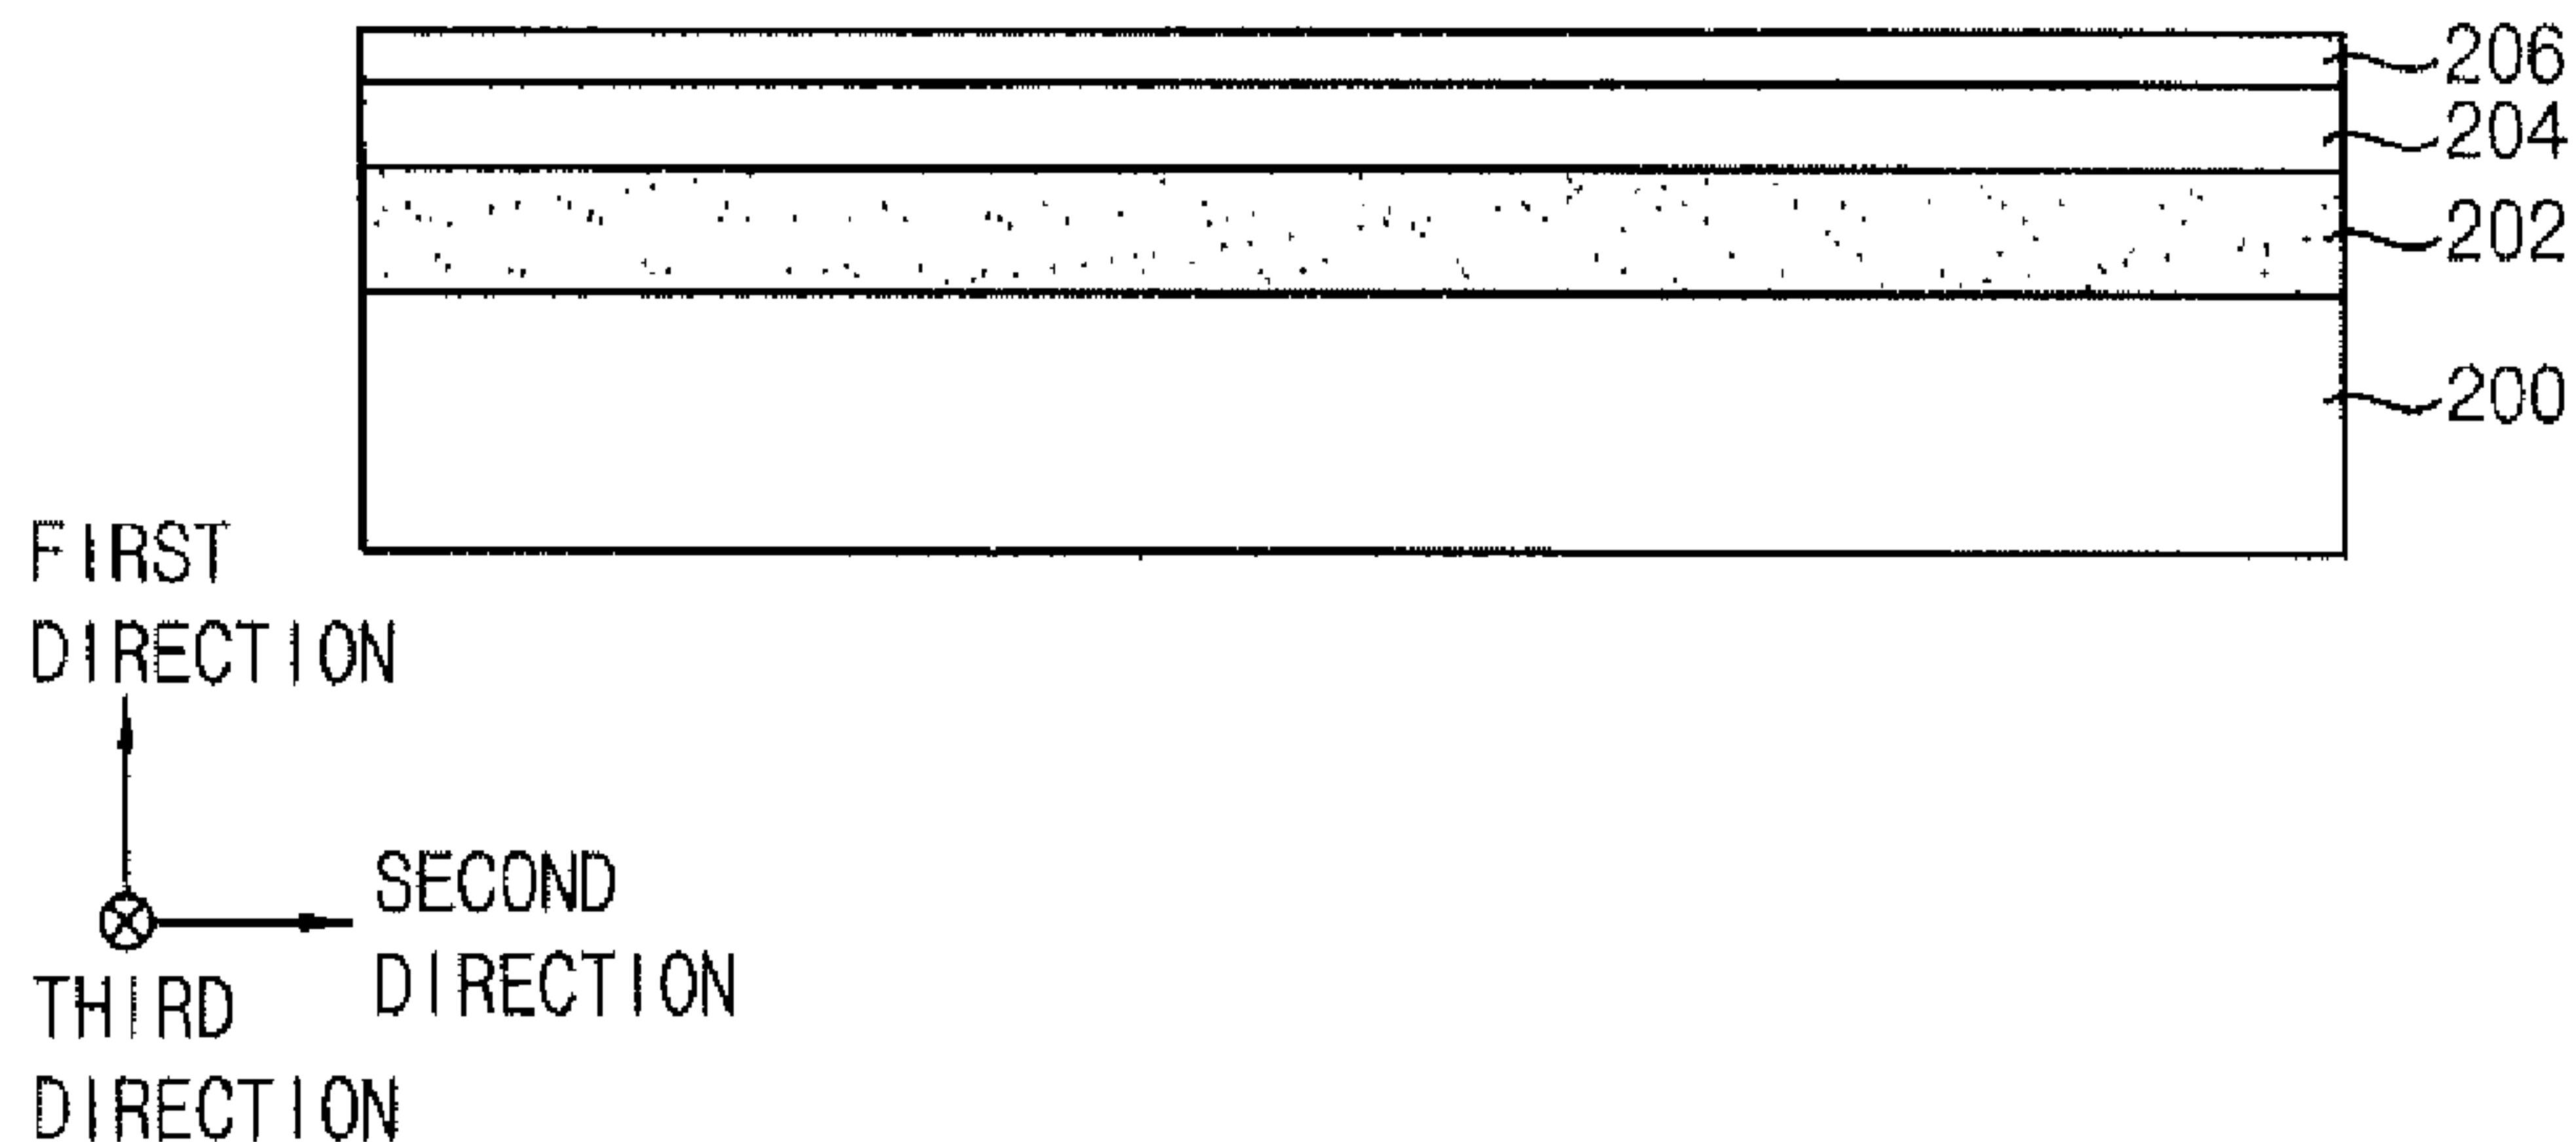 206
204
202
200
FIRST
DIRECTION
SECOND
DIRECTION
THIRD
DIRECTION